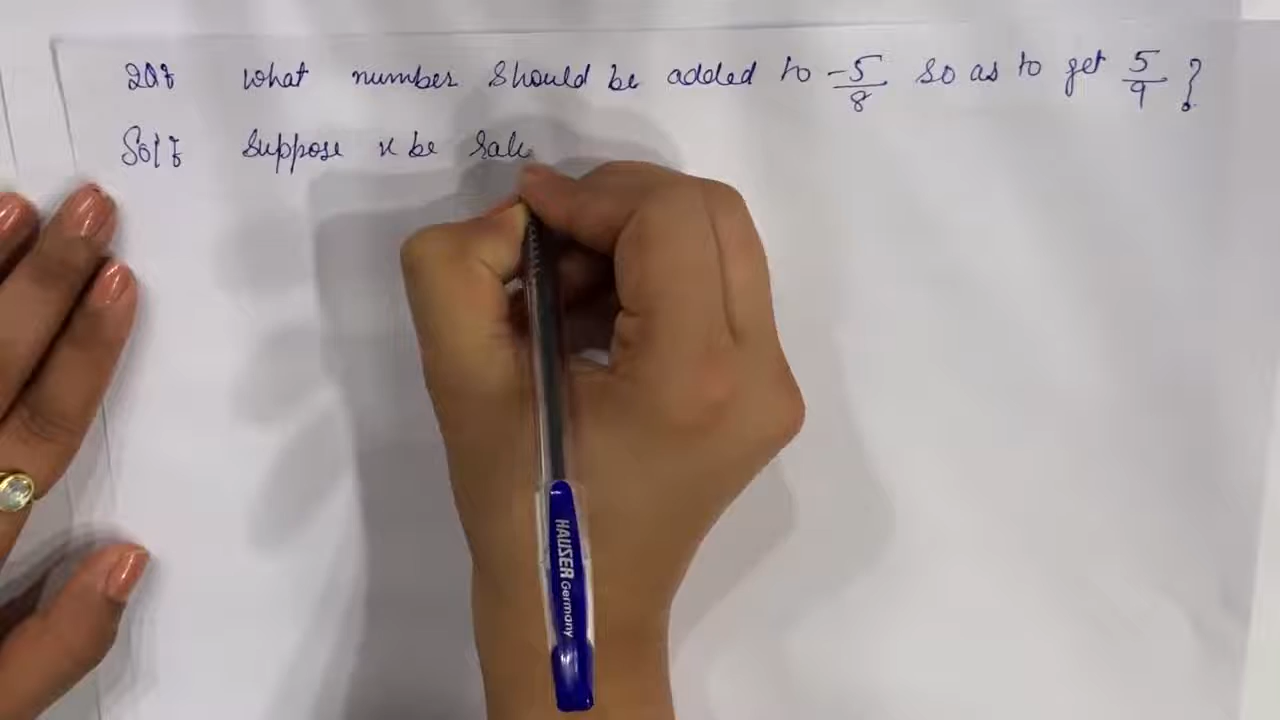 20: What number should be added to -5/8 so as to get 5/9?
Sol: Suppose x be
HAUSER Germany